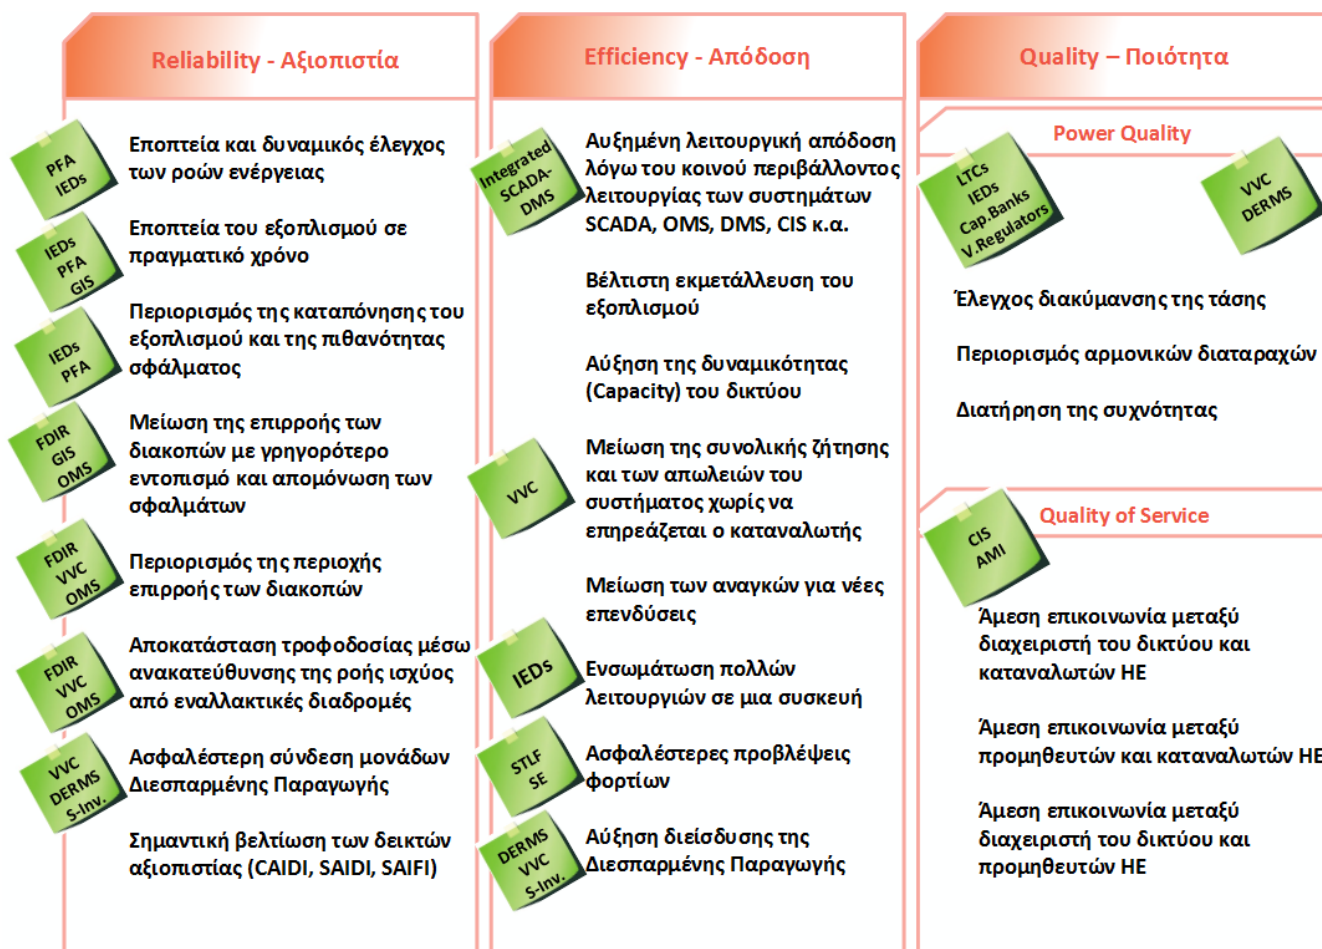 Reliability - Αξιοπιστία
PFA
IEDs
Εποπτεία και δυναμικός έλεγχος
των ροών ενέργειας
IEDs
PFA
GIS
Εποπτεία του εξοπλισμού σε
πραγματικό χρόνο
IEDs
PFA
Περιορισμός της καταπόνησης του
εξοπλισμού και της πιθανότητας
σφάλματος
FDIR
GIS
OMS
Μείωση της επιρροής των
διακοπών με γρηγορότερο
εντοπισμό και απομόνωση των
σφαλμάτων
FDIR
VVC
OMS
Περιορισμός της περιοχής
επιρροής των διακοπών
FDIR
VVC
OMS
Αποκατάσταση τροφοδοσίας μέσω
ανακατεύθυνσης της ροής ισχύος
από εναλλακτικές διαδρομές
VVC
DERMS
S-Inv.
Ασφαλέστερη σύνδεση μονάδων
Διεσπαρμένης Παραγωγής
Σημαντική βελτίωση των δεικτών
αξιοπιστίας (CAIDI, SAIDI, SAIFI)
Efficiency - Απόδοση
Integrated
SCADA-
DMS
Αυξημένη λειτουργική απόδοση
λόγω του κοινού περιβάλλοντος
λειτουργίας των συστημάτων
SCADA, OMS, DMS, CIS κ.α.
Βέλτιστη εκμετάλλευση του
εξοπλισμού
Αύξηση της δυναμικότητας
(Capacity) του δικτύου
VVC
Μείωση της συνολικής ζήτησης
και των απωλειών του
συστήματος χωρίς να
επηρεάζεται ο καταναλωτής
Μείωση των αναγκών για νέες
επενδύσεις
IEDs
Ενσωμάτωση πολλών
λειτουργιών σε μια συσκευή
STLF
SE
Ασφαλέστερες προβλέψεις
φορτίων
DERMS
VVC
S-Inv.
Αύξηση διείσδυσης της
Διεσπαρμένης Παραγωγής
Quality – Ποιότητα
Power Quality
LTCs
IEDs
Cap.Banks
V.Regulators
VVC
DERMS
Έλεγχος διακύμανσης της τάσης
Περιορισμός αρμονικών διαταραχών
Διατήρηση της συχνότητας
Quality of Service
CIS
AMI
Άμεση επικοινωνία μεταξύ
διαχειριστή του δικτύου και
καταναλωτών ΗΕ
Άμεση επικοινωνία μεταξύ
προμηθευτών και καταναλωτών ΗΕ
Άμεση επικοινωνία μεταξύ
διαχειριστή του δικτύου και
προμηθευτών ΗΕ